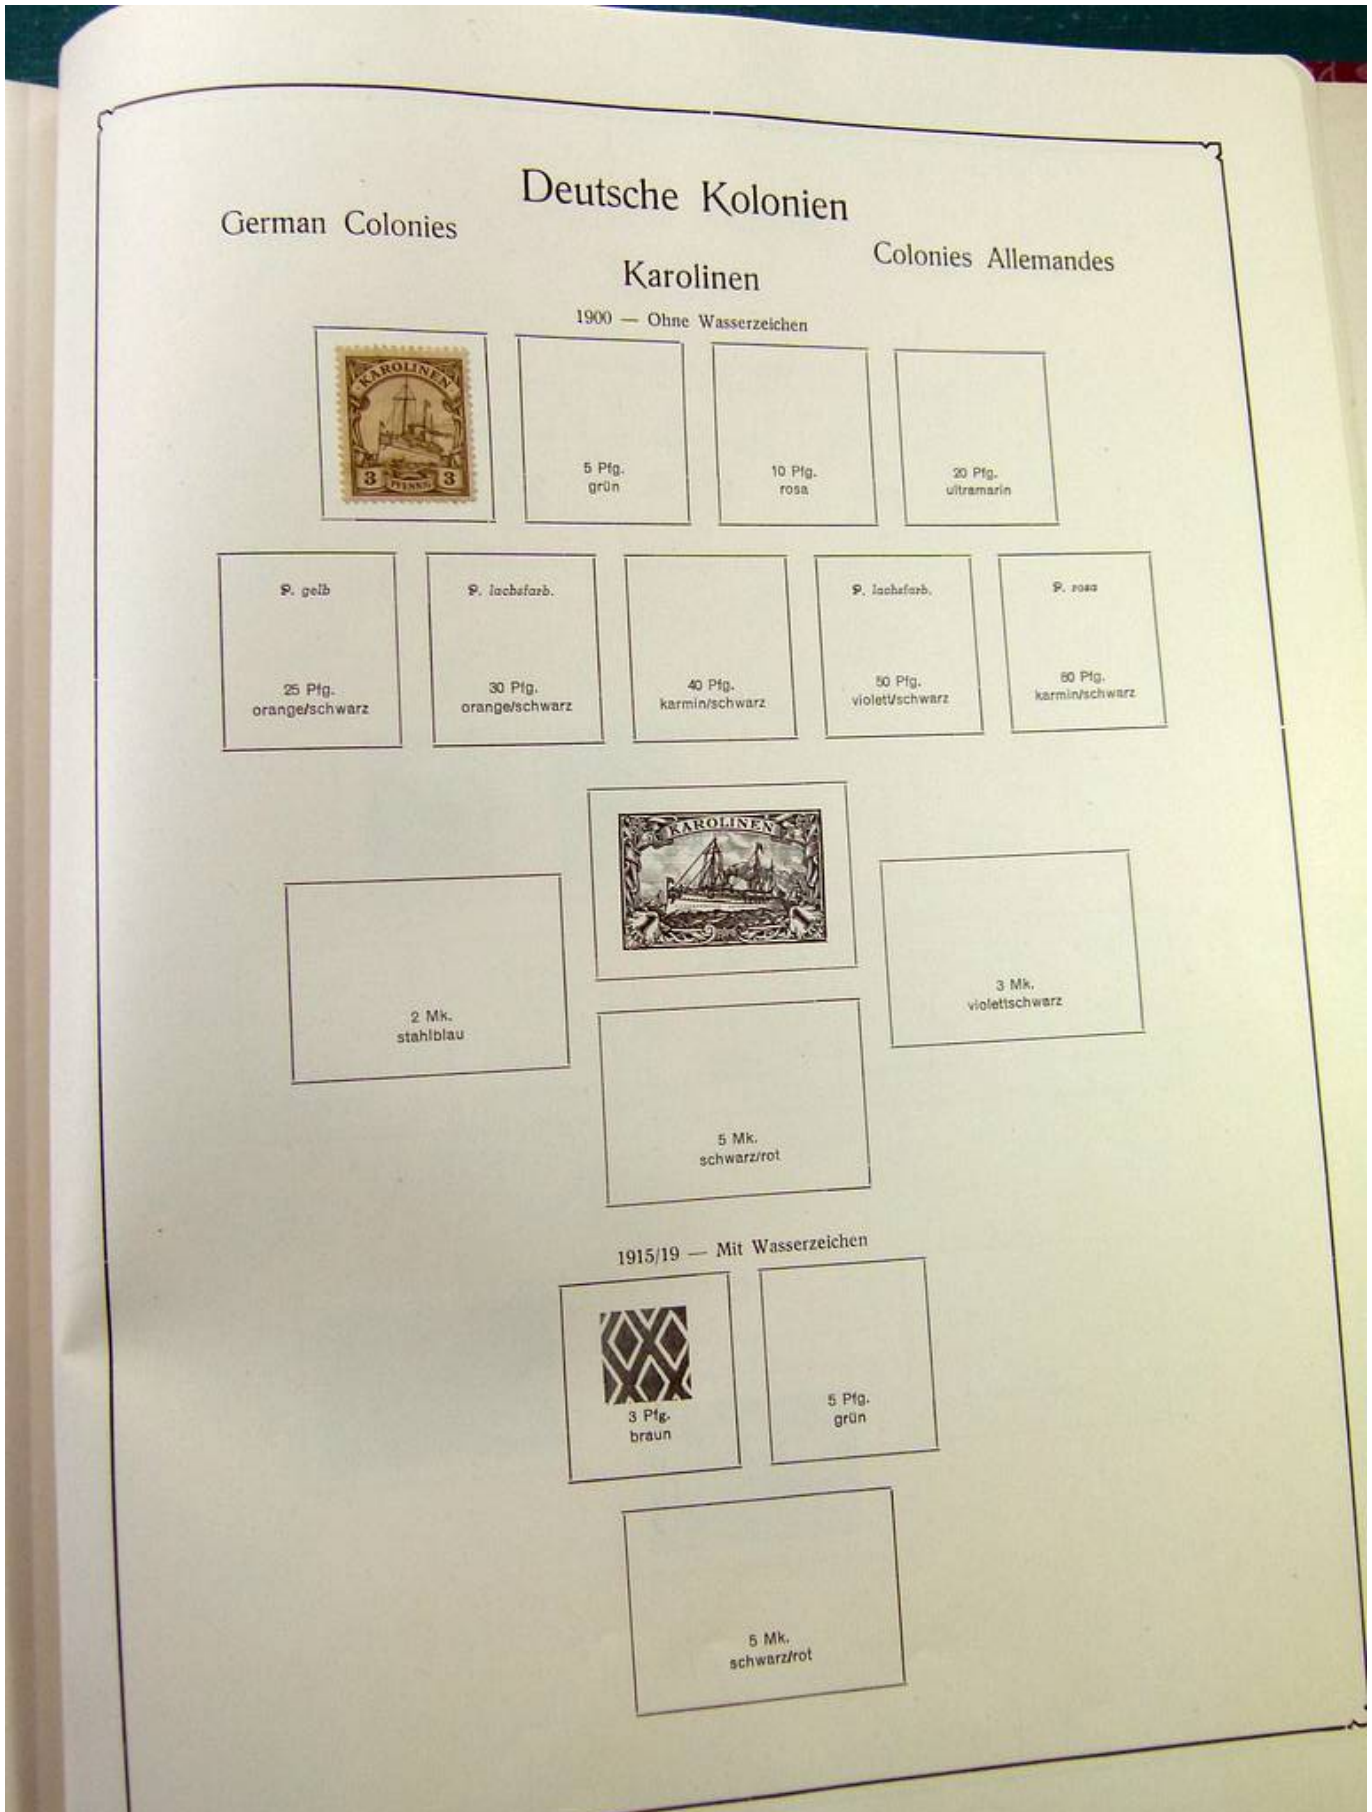 Deutsche Kolonien
German Colonies
Colonies Allemandes
Karolinen
1900 — Ohne Wasserzeichen
KAROLINEN
3 PFENNIG 3
5 Pfg.
grün
10 Pfg.
rosa
20 Pfg.
ultramarin
P. gelb
25 Pfg.
orange/schwarz
P. lachsfarb.
30 Pfg.
orange/schwarz
40 Pfg.
karmin/schwarz
P. lachsfarb.
50 Pfg.
violett/schwarz
P. rosa
80 Pfg.
karmin/schwarz
KAROLINEN
2 Mk.
stahlblau
3 Mk.
violettschwarz
5 Mk.
schwarz/rot
1915/19 — Mit Wasserzeichen
3 Pfg.
braun
5 Pfg.
grün
5 Mk.
schwarz/rot